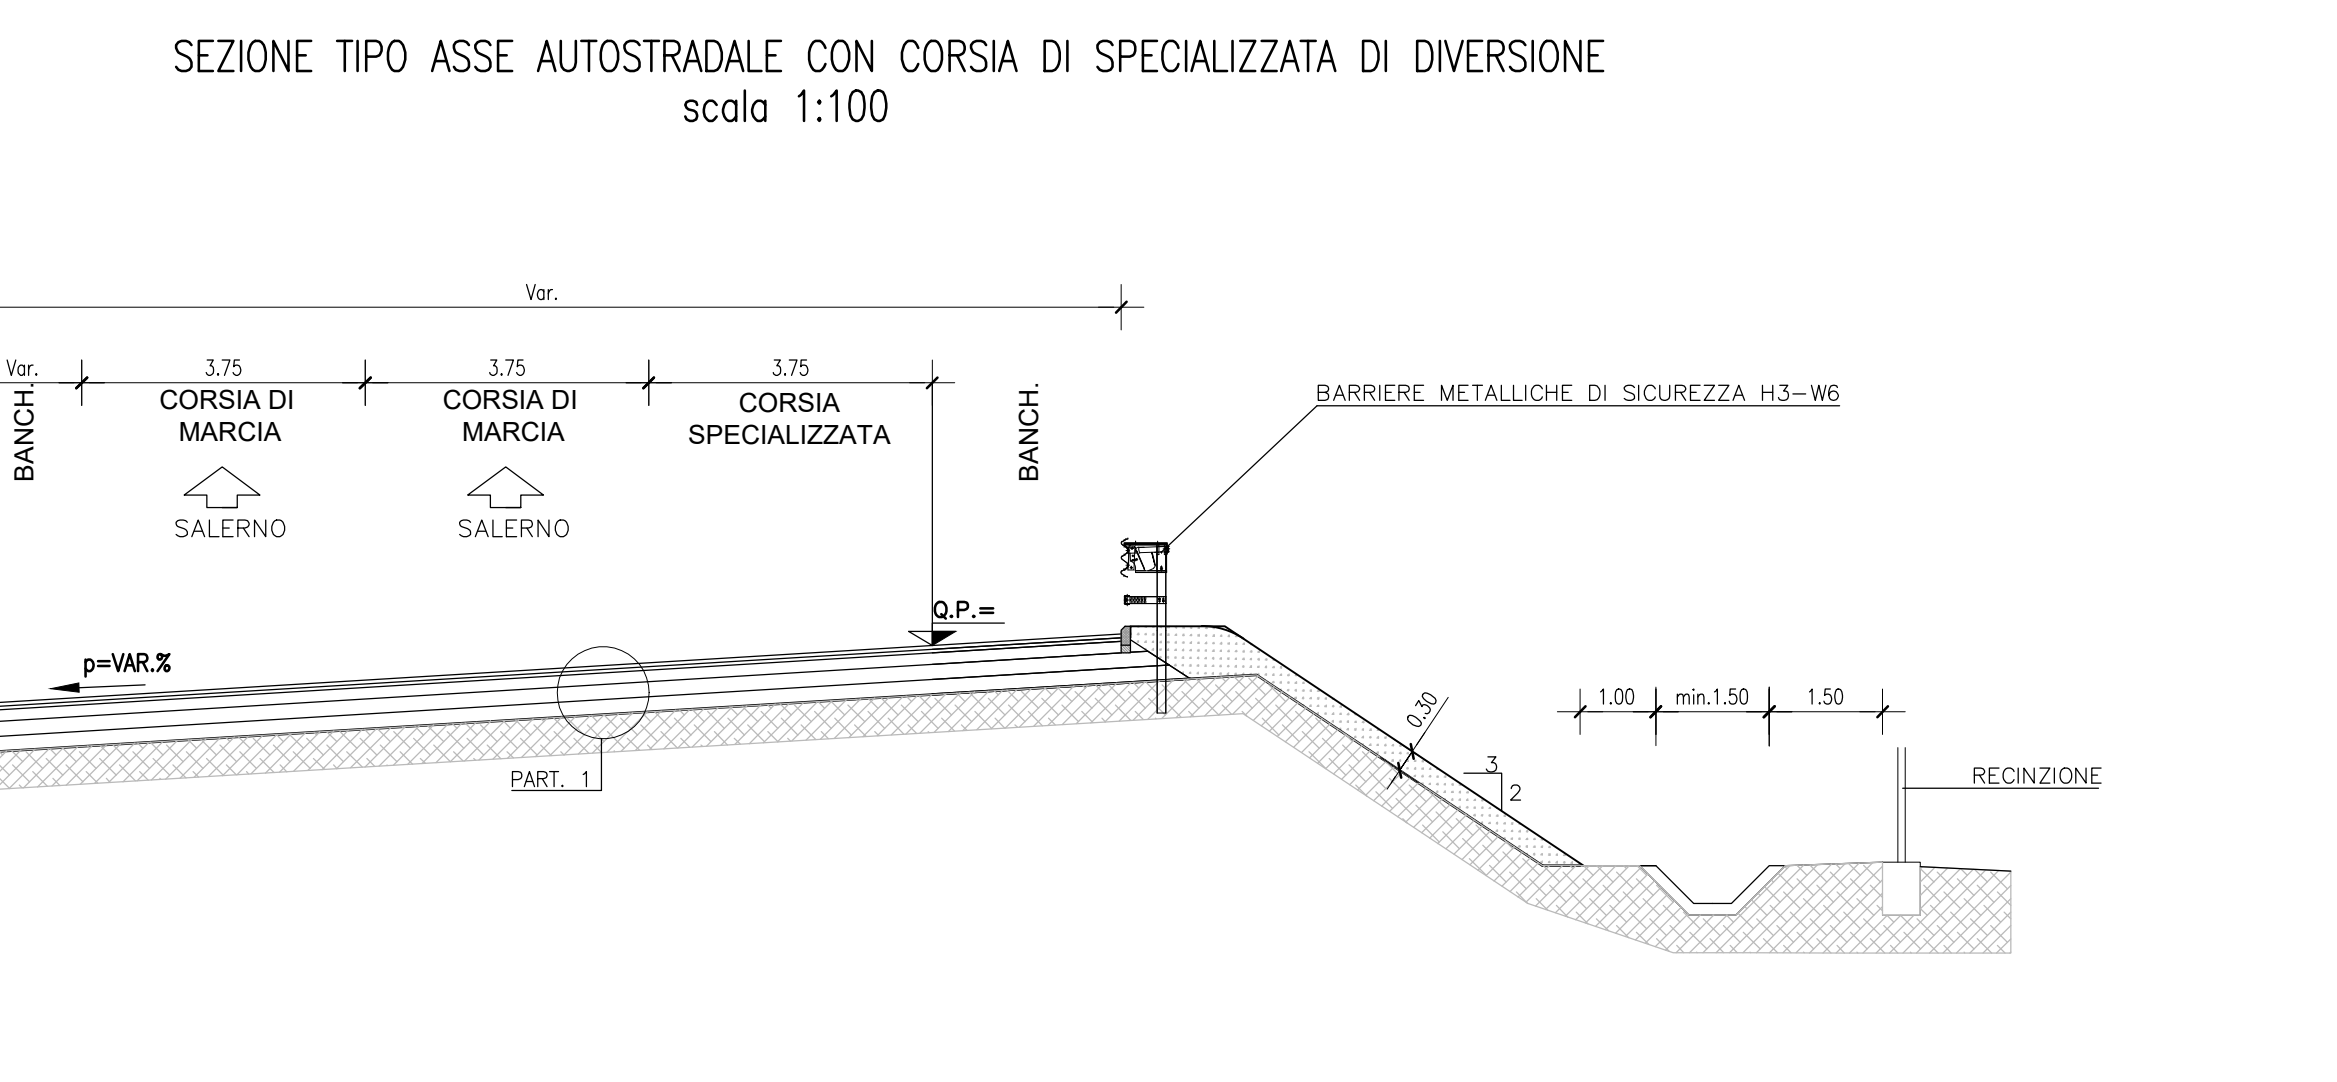 SEZIONE TIPO ASSE AUTOSTRADALE CON CORSIA DI SPECIALIZZATA DI DIVERSIONE
scala 1:100
Var.
Var.
3.75
3.75
3.75
BANCH.
CORSIA DI
MARCIA
SALERNO
CORSIA DI
MARCIA
SALERNO
CORSIA
SPECIALIZZATA
BANCH.
BARRIERE METALLICHE DI SICUREZZA H3-W6
Q.P.=
p=VAR.%
PART. 1
0.30
3
2
1.00
min.1.50
1.50
RECINZIONE